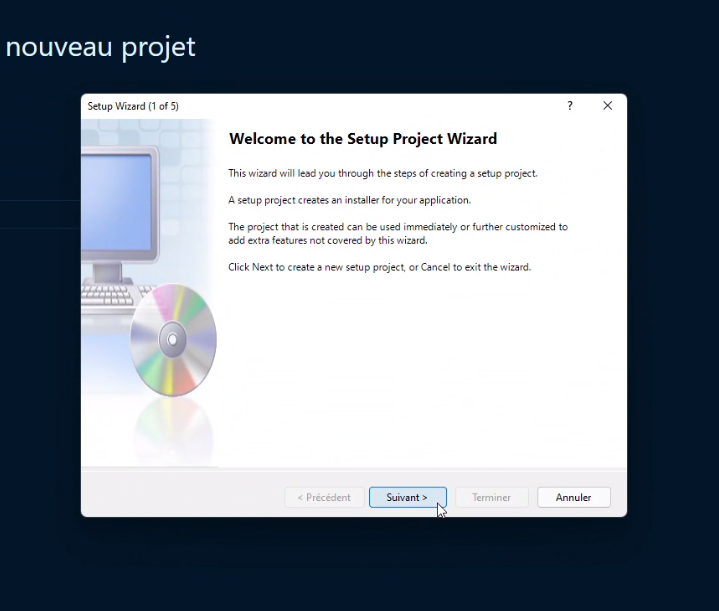 nouveau projet
Setup Wizard (1 of 5)
?
Welcome to the Setup Project Wizard
This wizard will lead you through the steps of creating a setup project.
A setup project creates an installer for your application.
The project that is created can be used immediately or further customized to
add extra features not covered by this wizard.
Click Next to create a new setup project, or Cancel to exit the wizard.
< Précédent
Suivant >
Terminer
Annuler